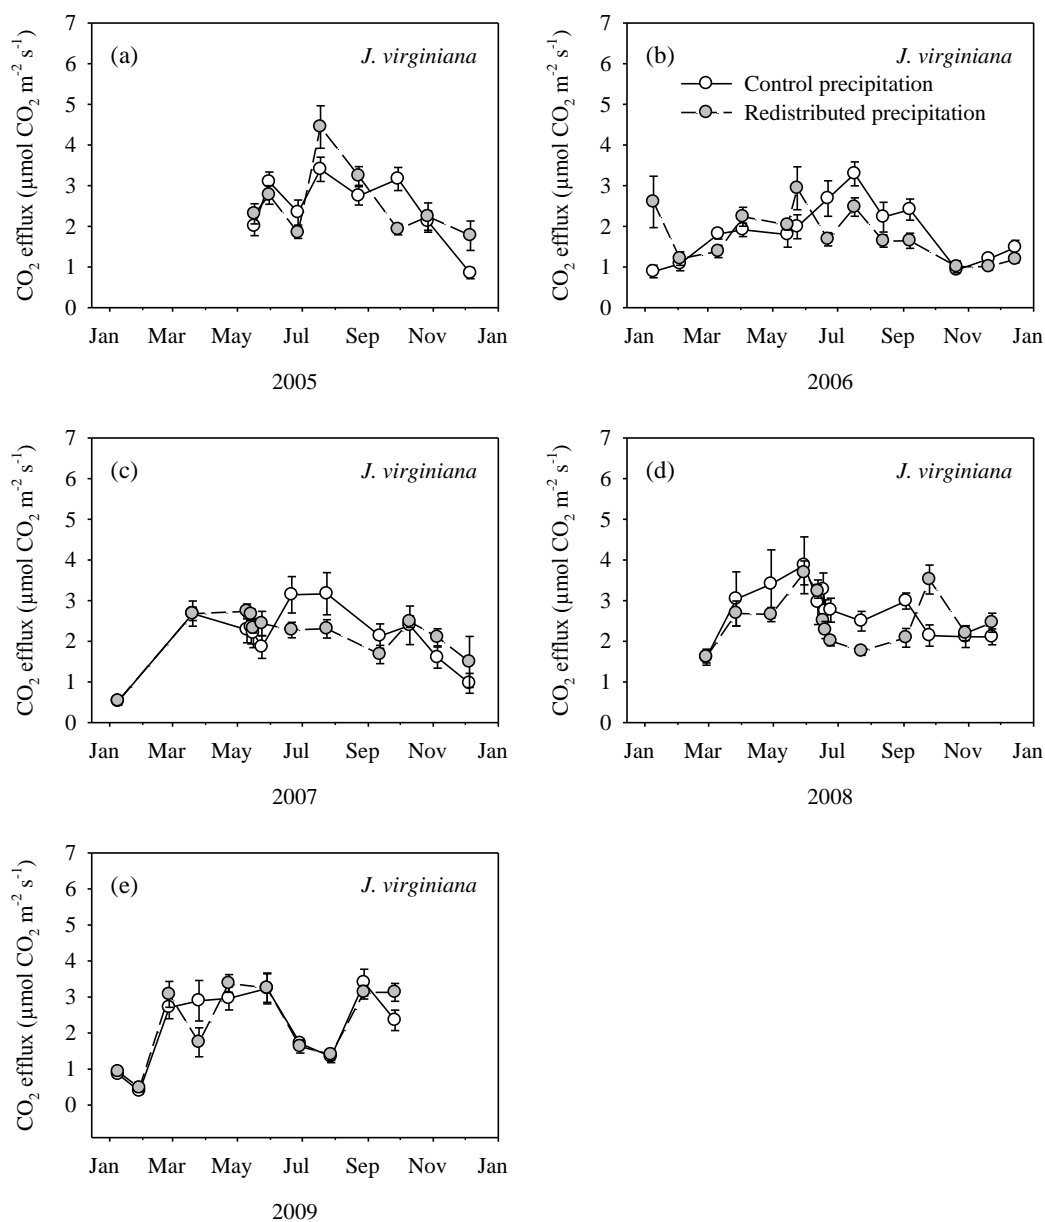 (a) J. virginiana
CO2 efflux (µmol CO2 m-2 s-1)
7
6
5
4
3
2
1
0
Jan Mar May Jul Sep Nov Jan
2005
(b) J. virginiana
Control precipitation
Redistributed precipitation
CO2 efflux (µmol CO2 m-2 s-1)
7
6
5
4
3
2
1
0
Jan Mar May Jul Sep Nov Jan
2006
(c) J. virginiana
CO2 efflux (µmol CO2 m-2 s-1)
7
6
5
4
3
2
1
0
Jan Mar May Jul Sep Nov Jan
2007
(d) J. virginiana
CO2 efflux (µmol CO2 m-2 s-1)
7
6
5
4
3
2
1
0
Jan Mar May Jul Sep Nov Jan
2008
(e) J. virginiana
CO2 efflux (µmol CO2 m-2 s-1)
7
6
5
4
3
2
1
0
Jan Mar May Jul Sep Nov Jan
2009